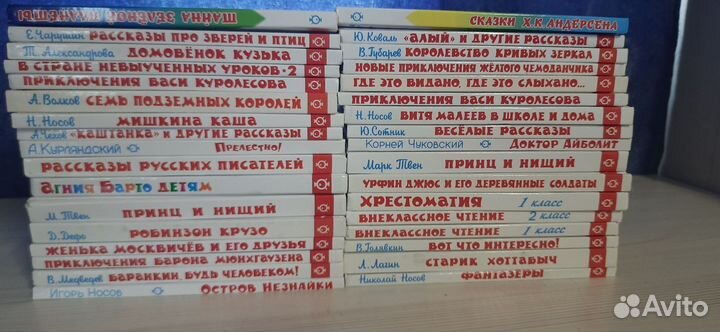 ШАЙКА ЗЕЛЁНОЙ
Е.Чарушин РАССКАЗЫ ПРО ЗВЕРЕЙ И ПТИЦ
Т.Александрова ДОМОВЁНОК КУЗЬКА
В СТРАНЕ НЕВЫУЧЕННЫХ УРОКОВ-2
ПРИКЛЮЧЕНИЯ ВАСИ КУРОЛЕСОВА
А.Волков СЕМЬ ПОДЗЕМНЫХ КОРОЛЕЙ
Н.Носов МИШКИНА КАША
А.Чехов «КАШТАНКА» И ДРУГИЕ РАССКАЗЫ
А.Курляндский ПРЕЛЕСТНО!
РАССКАЗЫ РУССКИХ ПИСАТЕЛЕЙ
АГНИЯ БАРТО ДЕТЯМ
М.Твен ПРИНЦ И НИЩИЙ
Д.Дефо РОБИНЗОН КРУЗО
ЖЕНЬКА МОСКВИЧЁВ И ЕГО ДРУЗЬЯ
ПРИКЛЮЧЕНИЯ БАРОНА МЮНХГАУЗЕНА
В.Медведев БАРАНКИН БУДЬ ЧЕЛОВЕКОМ!
Игорь Носов ОСТРОВ НЕЗНАЙКИ
СКАЗКИ Х.К.АНДЕРСЕНА
Ю.Коваль «АЛЫЙ» И ДРУГИЕ РАССКАЗЫ
В.Губарев КОРОЛЕВСТВО КРИВЫХ ЗЕРКАЛ
НОВЫЕ ПРИКЛЮЧЕНИЯ ЖЁЛТОГО ЧЕМОДАНЧИКА
ГДЕ ЭТО ВИДАНО, ГДЕ ЭТО СЛЫХАНО...
ПРИКЛЮЧЕНИЯ ВАСИ КУРОЛЕСОВА
Н.Носов ВИТЯ МАЛЕЕВ В ШКОЛЕ И ДОМА
Ю.Сотник ВЕСЁЛЫЕ РАССКАЗЫ
Корней Чуковский ДОКТОР АЙБОЛИТ
Марк Твен ПРИНЦ И НИЩИЙ
УРФИН ДЖЮС И ЕГО ДЕРЕВЯННЫЕ СОЛДАТЫ
ХРЕСТОМАТИЯ 1 класс
ВНЕКЛАССНОЕ ЧТЕНИЕ 2 класс
ВНЕКЛАССНОЕ ЧТЕНИЕ 1 класс
В.Голявкин ВОТ ЧТО ИНТЕРЕСНО!
Л.Лагин СТАРИК ХОТТАБЫЧ
Николай Носов ФАНТАЗЁРЫ
Avito